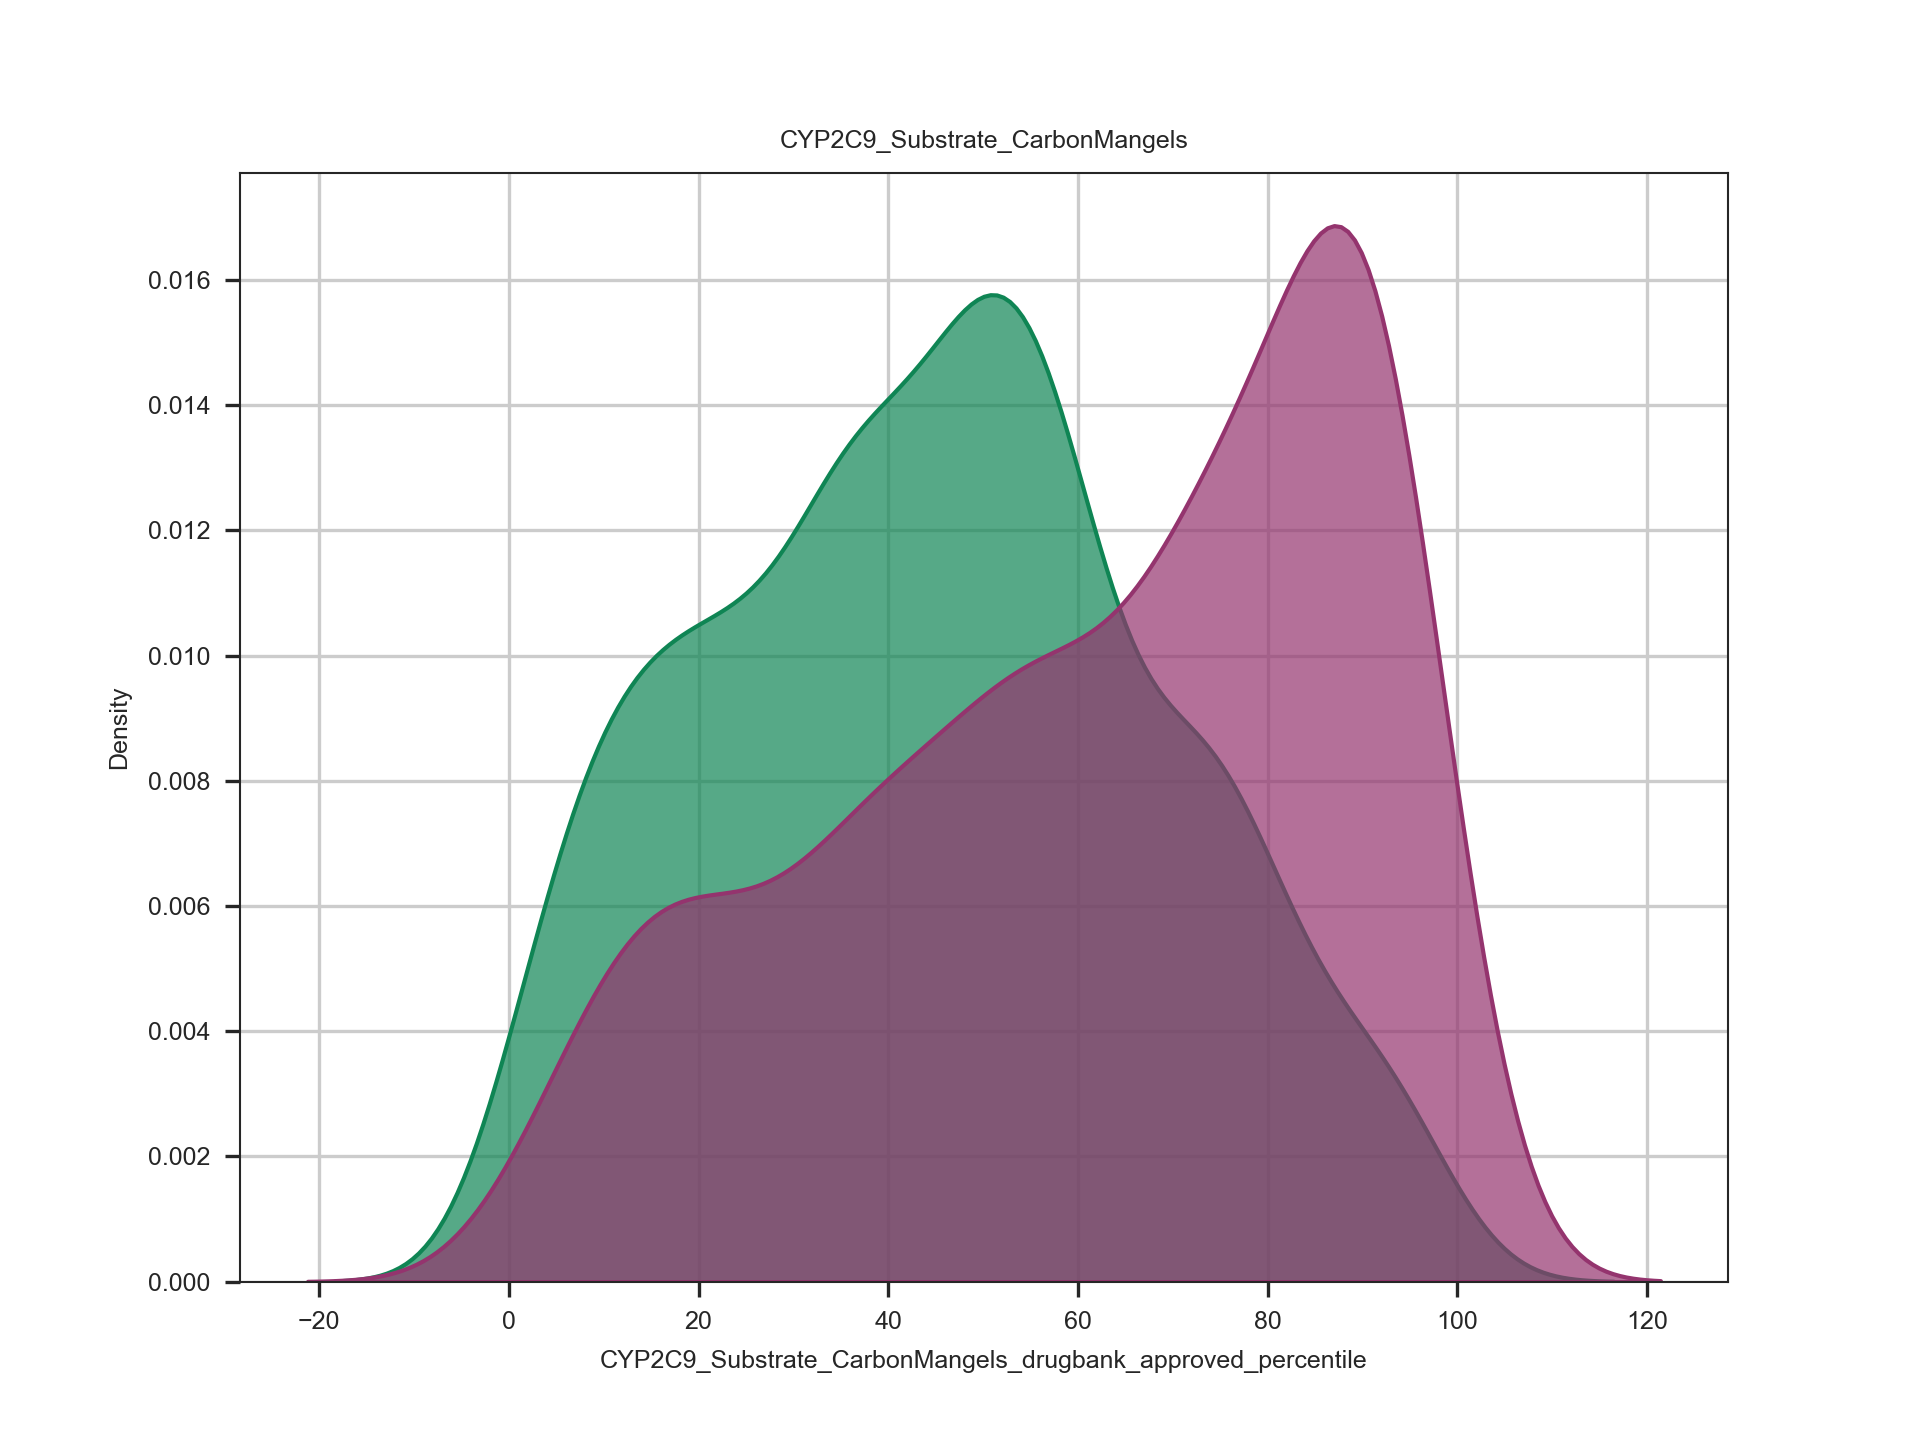 CYP2C9_Substrate_CarbonMangels
0.016
0.014
0.012
0.010
0.008
0.006
0.004
0.002
0.000
Density
−20 0 20 40 60 80 100 120
CYP2C9_Substrate_CarbonMangels_drugbank_approved_percentile